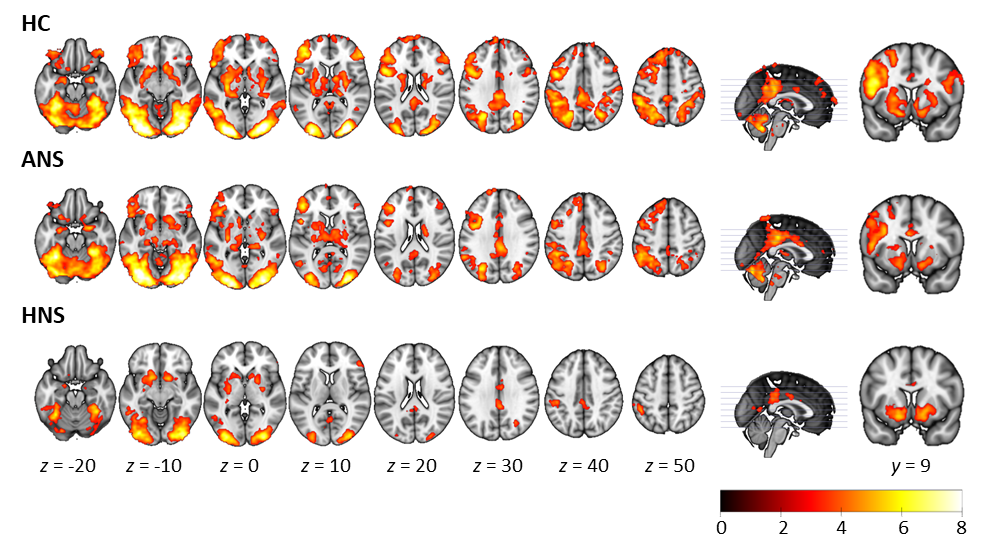 HC
ANS
HNS
z = -20 z = -10 z = 0 z = 10 z = 20 z = 30 z = 40 z = 50 y = 9
0 2 4 6 8